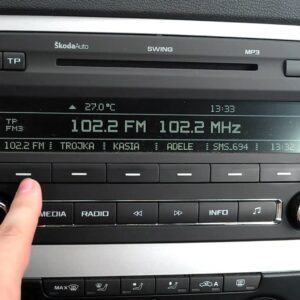 TP ŠkodaAuto SWING MP3
27.0°C 13:33
TP
FM3 102.2 FM 102.2 MHz
102.2 FM TROJKA KASIA ADELE SMS.694 13:32
MEDIA RADIO INFO
MAX A